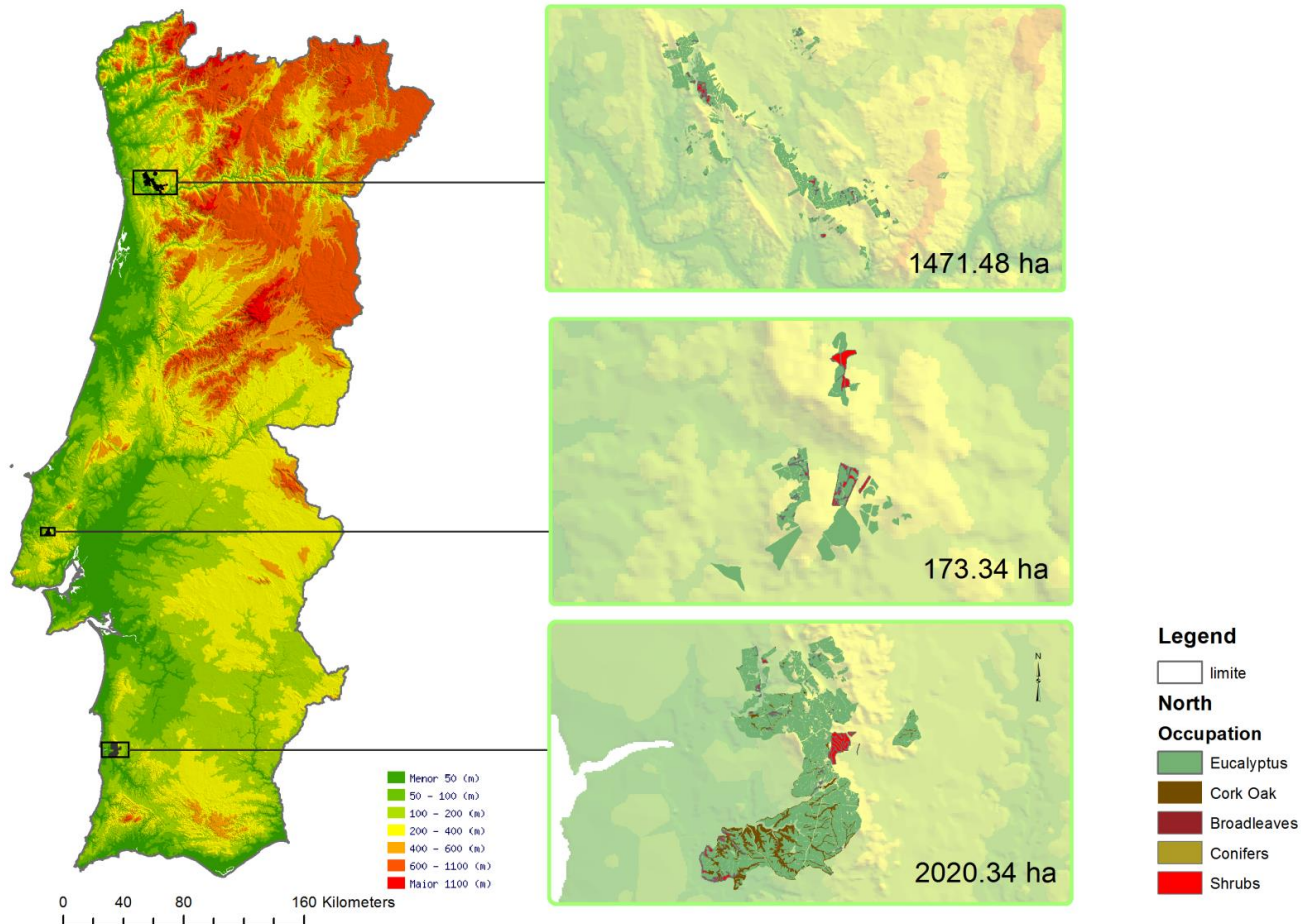 1471.48 ha
173.34 ha
N
2020.34 ha
Menor 50 (m)
50 - 100 (m)
100 - 200 (m)
200 - 400 (m)
400 - 600 (m)
600 - 1100 (m)
Maior 1100 (m)
0 40 80 160 Kilometers
Legend
limite
North
Occupation
Eucalyptus
Cork Oak
Broadleaves
Conifers
Shrubs